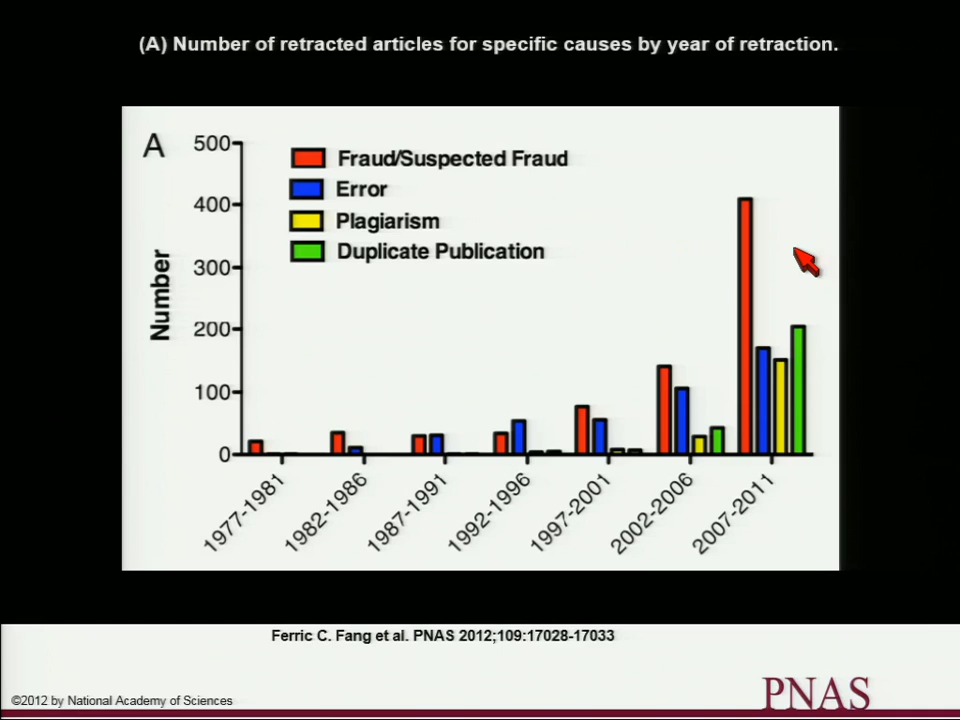 (A) Number of retracted articles for specific causes by year of retraction.
A
500
400
300
200
100
0
Number
Fraud/Suspected Fraud
Error
Plagiarism
Duplicate Publication
1977-1981
1982-1986
1987-1991
1992-1996
1997-2001
2002-2006
2007-2011
Ferric C. Fang et al. PNAS 2012;109:17028-17033
©2012 by National Academy of Sciences
PNAS